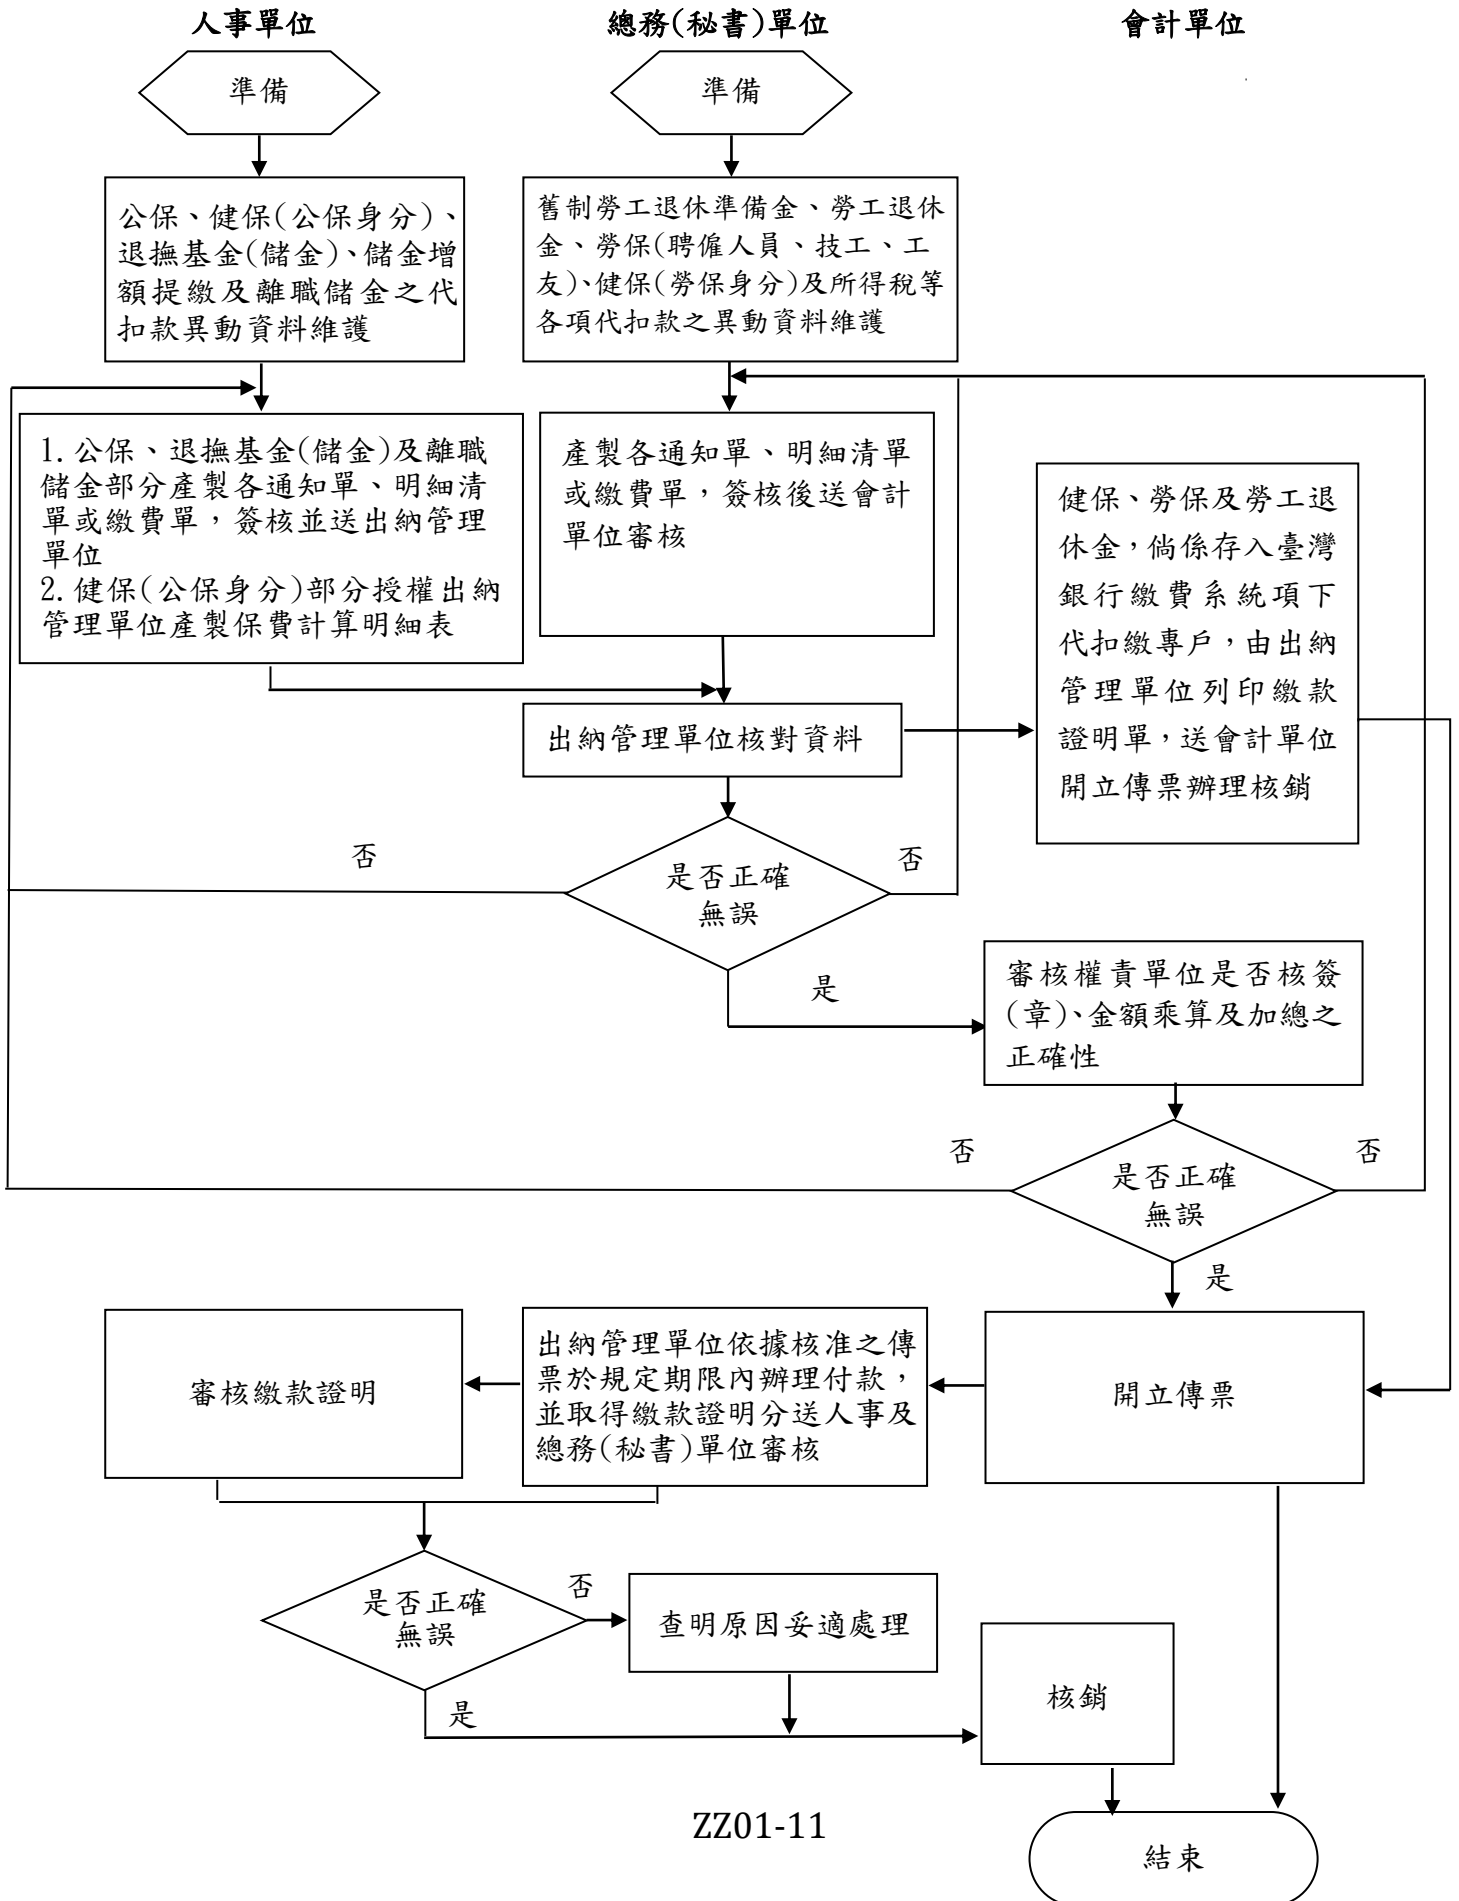 人事單位
總務(秘書)單位
會計單位
準備
準備
公保、健保(公保身分)、
退撫基金(儲金)、儲金增
額提繳及離職儲金之代
扣款異動資料維護
舊制勞工退休準備金、勞工退休
金、勞保(聘僱人員、技工、工
友)、健保(勞保身分)及所得稅等
各項代扣款之異動資料維護
1.公保、退撫基金(儲金)及離職
儲金部分產製各通知單、明細清
單或繳費單，簽核並送出納管理
單位
2.健保(公保身分)部分授權出納
管理單位產製保費計算明細表
產製各通知單、明細清單
或繳費單，簽核後送會計
單位審核
健保、勞保及勞工退
休金，倘係存入臺灣
銀行繳費系統項下
代扣繳專戶，由出納
管理單位列印繳款
證明單，送會計單位
開立傳票辦理核銷
出納管理單位核對資料
否
是否正確
無誤
否
是
審核權責單位是否核簽
(章)、金額乘算及加總之
正確性
否
是否正確
無誤
否
是
審核繳款證明
出納管理單位依據核准之傳
票於規定期限內辦理付款，
並取得繳款證明分送人事及
總務(秘書)單位審核
開立傳票
是否正確
無誤
否
查明原因妥適處理
是
核銷
ZZ01-11
結束